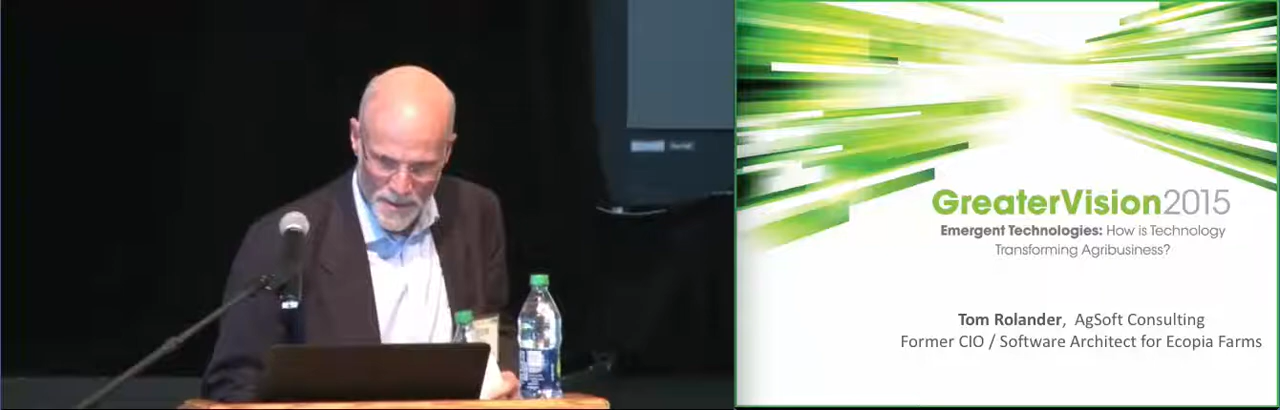 GreaterVision2015
Emergent Technologies: How is Technology
Transforming Agribusiness?
Tom Rolander, AgSoft Consulting
Former CIO / Software Architect for Ecopia Farms